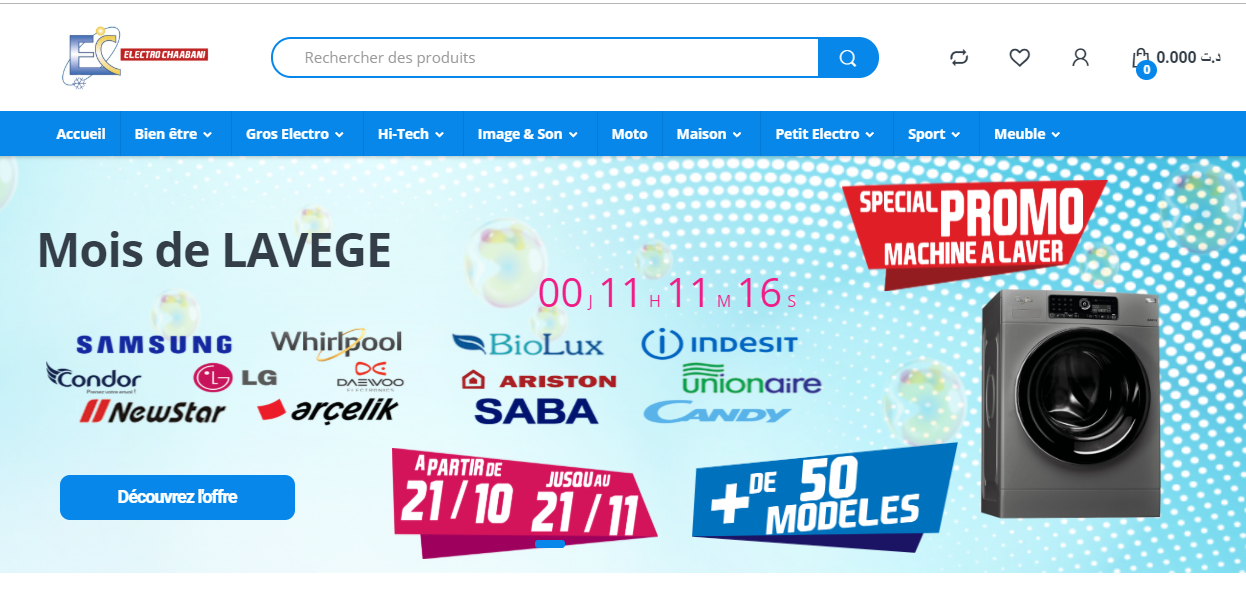 EC ELECTRO CHAABANI
Rechercher des produits
0.000 د.ت
0
Accueil Bien être Gros Electro Hi-Tech Image & Son Moto Maison Petit Electro Sport Meuble
SPECIAL PROMO
MACHINE A LAVER
Mois de LAVEGE
00 J 11 H 11 M 16 S
SAMSUNG Whirlpool BioLux INDESIT
Condor LG DAEWOO ARISTON unionaire
ELECTRONICS
NEWSTAR arçelik SABA CANDY
A PARTIR DE
21/10
JUSQU AU
21/11
+ DE 50
MODELES
Découvrez l'offre